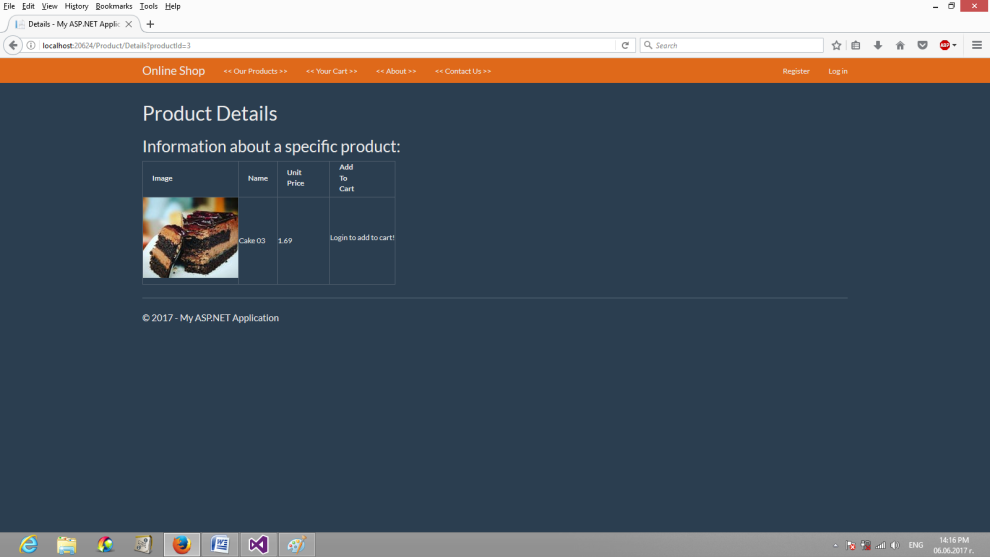 File Edit View History Bookmarks Tools Help
Details - My ASP.NET Applic
localhost:20624/Product/Details?productId=3
Search
ABP
Online Shop << Our Products >> << Your Cart >> << About >> << Contact Us >> Register Log in
Product Details
Information about a specific product:
Image Name Unit Price Add To Cart
Cake 03 1.69 Login to add to cart!
© 2017 - My ASP.NET Application
ENG
14:16 PM
06.06.2017 г.